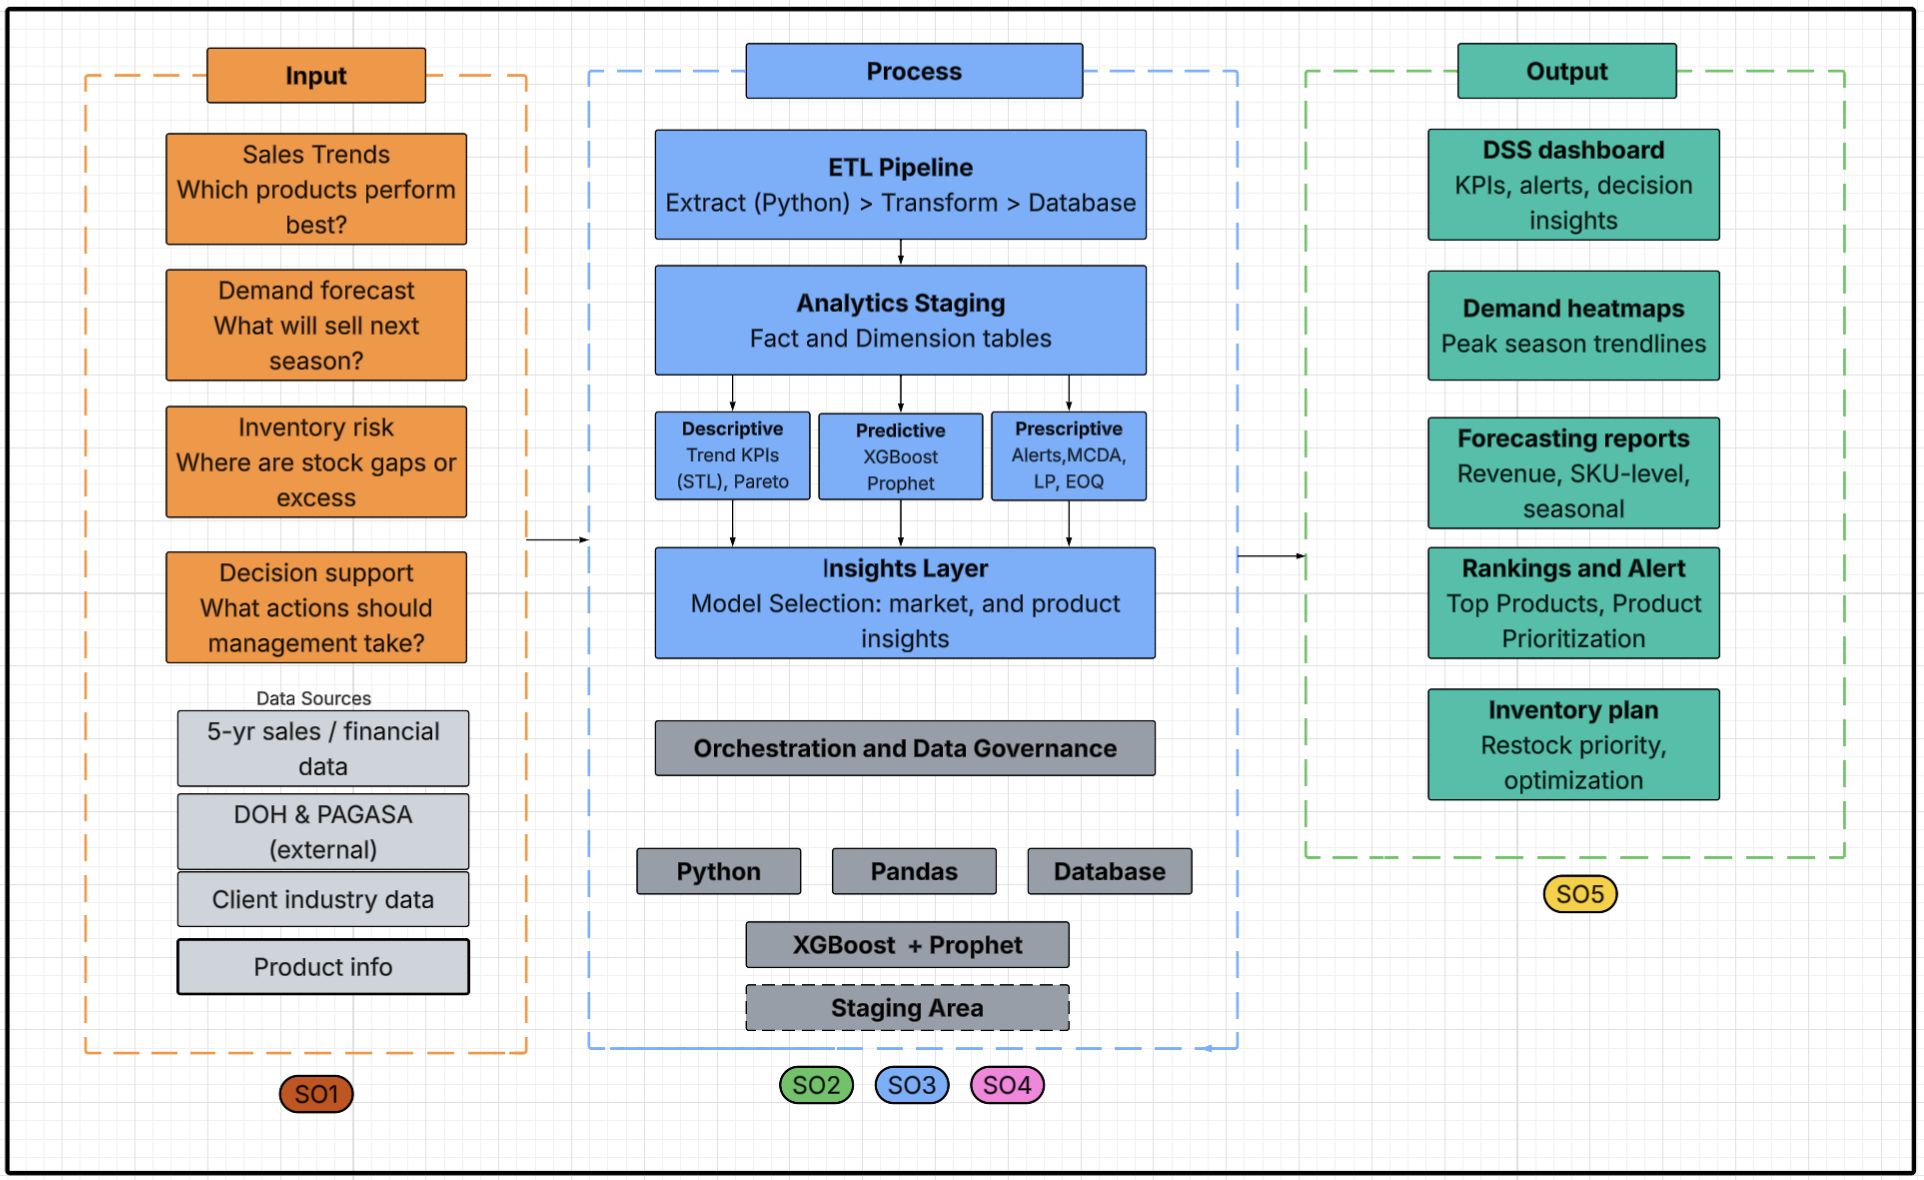 Input
Sales Trends
Which products perform
best?
Demand forecast
What will sell next
season?
Inventory risk
Where are stock gaps or
excess
Decision support
What actions should
management take?
Data Sources
5-yr sales / financial
data
DOH & PAGASA
(external)
Client industry data
Product info
SO1
Process
ETL Pipeline
Extract (Python) > Transform > Database
Analytics Staging
Fact and Dimension tables
Descriptive
Trend KPIs
(STL), Pareto
Predictive
XGBoost
Prophet
Prescriptive
Alerts,MCDA,
LP, EOQ
Insights Layer
Model Selection: market, and product
insights
Orchestration and Data Governance
Python
Pandas
Database
XGBoost + Prophet
Staging Area
SO2
SO3
SO4
Output
DSS dashboard
KPIs, alerts, decision
insights
Demand heatmaps
Peak season trendlines
Forecasting reports
Revenue, SKU-level,
seasonal
Rankings and Alert
Top Products, Product
Prioritization
Inventory plan
Restock priority,
optimization
SO5